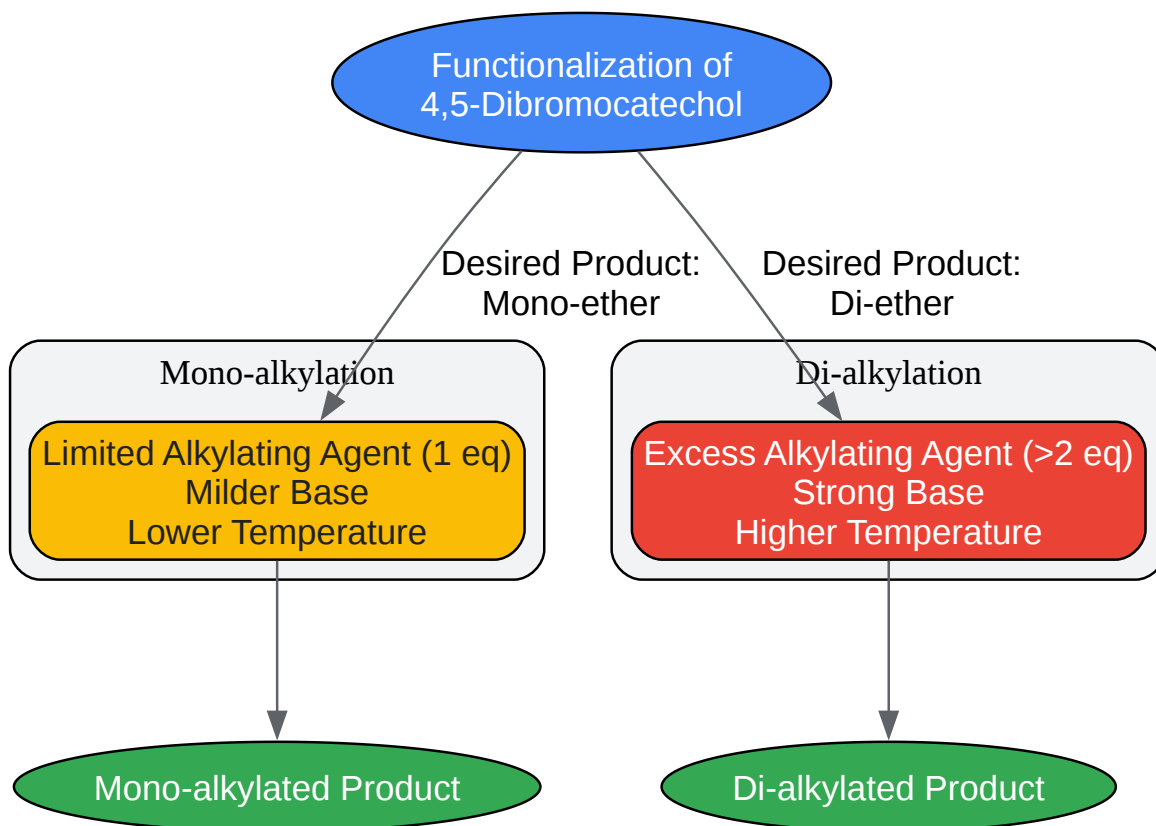 Functionalization of
4,5-Dibromocatechol
Desired Product:
Mono-ether
Desired Product:
Di-ether
Mono-alkylation
Limited Alkylating Agent (1 eq)
Milder Base
Lower Temperature
Di-alkylation
Excess Alkylating Agent (>2 eq)
Strong Base
Higher Temperature
Mono-alkylated Product
Di-alkylated Product